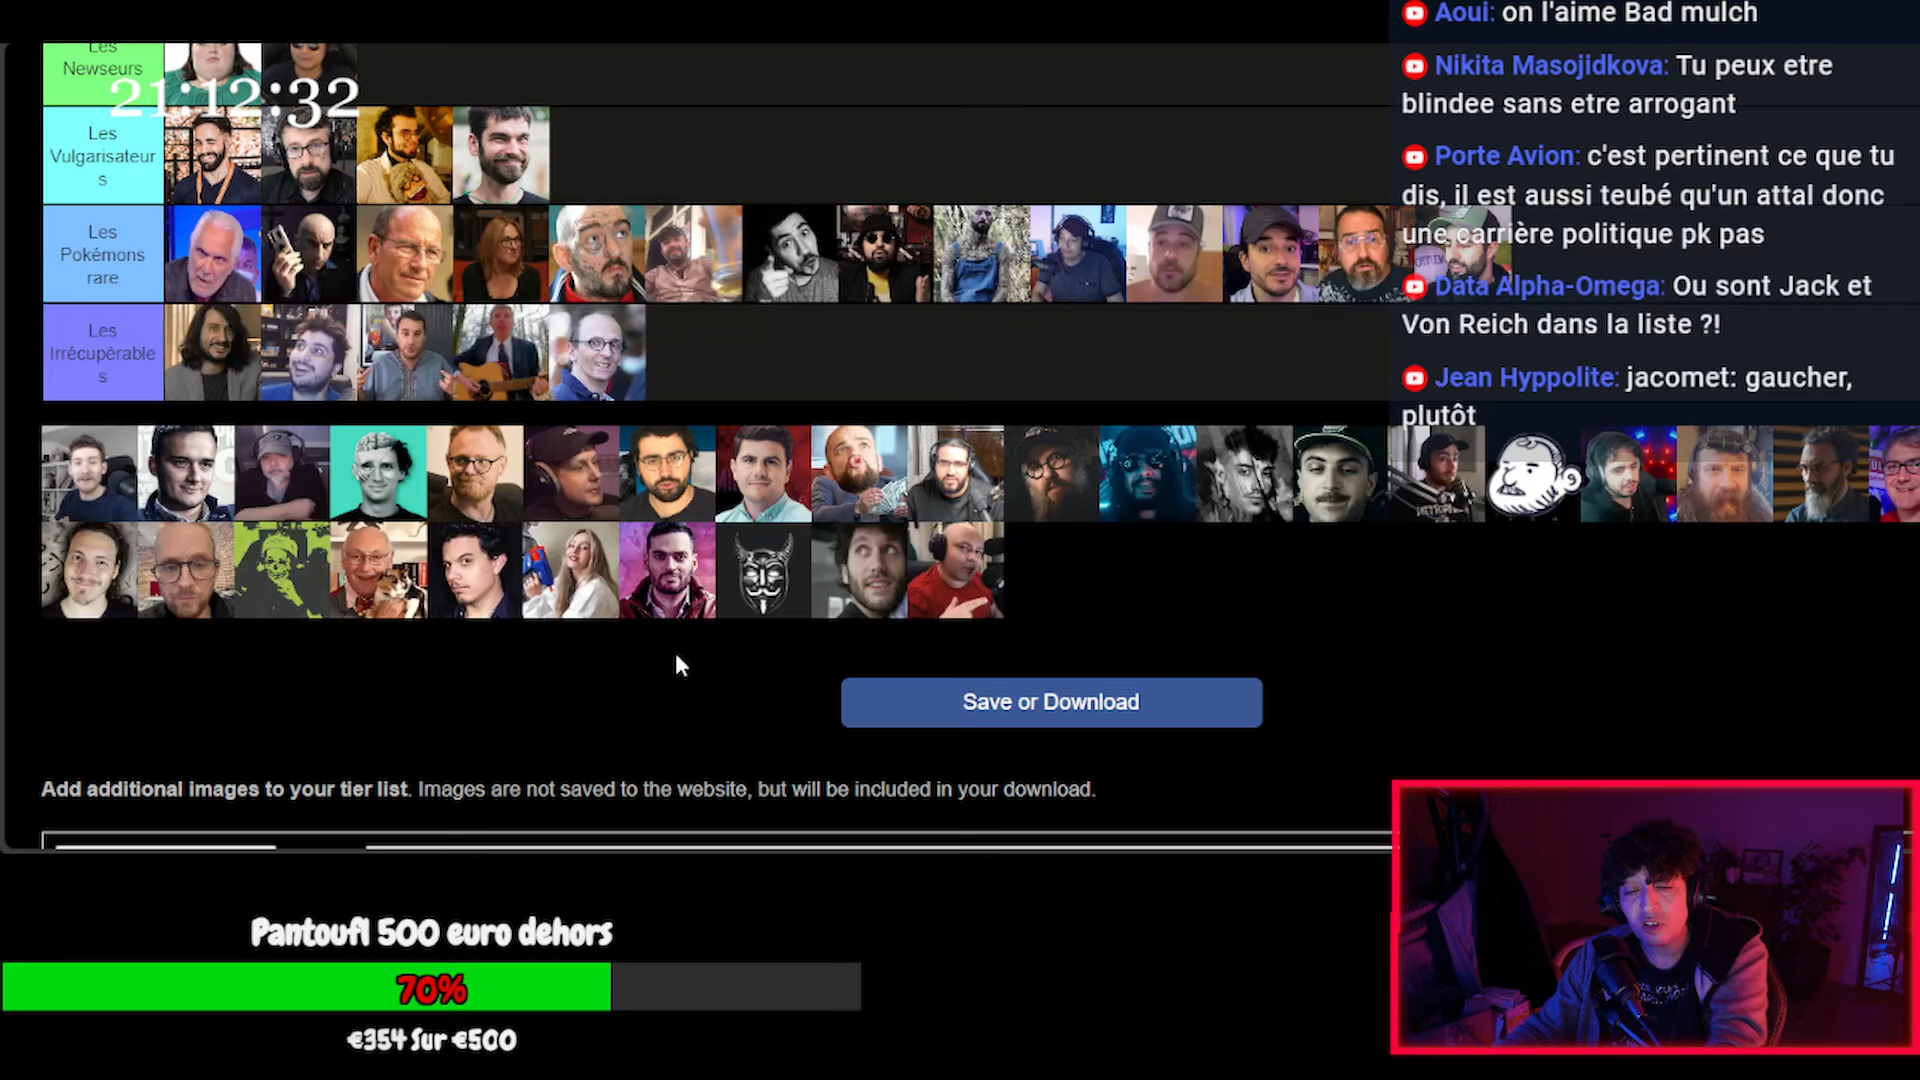 Les
Newseurs
21:12:32
Les
Vulgarisateur
s
Les
Pokémons
rare
Les
Irrécupérable
s
Aoui: on l'aime Bad mulch
Nikita Masojidkova: Tu peux etre
blindee sans etre arrogant
Porte Avion: c'est pertinent ce que tu
dis, il est aussi teubé qu'un attal donc
une carrière politique pk pas
Data Alpha-Omega: Ou sont Jack et
Von Reich dans la liste ?!
Jean Hyppolite: jacomet: gaucher,
plutôt
Save or Download
Add additional images to your tier list. Images are not saved to the website, but will be included in your download.
Pantoufl 500 euro dehors
70%
€354 Sur €500